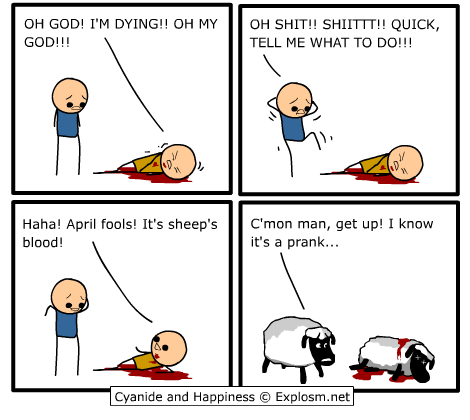 OH GOD! I'M DYING!! OH MY
GOD!!!
OH SHIT!! SHIITTT!! QUICK,
TELL ME WHAT TO DO!!!
Haha! April fools! It's sheep's
blood!
C'mon man, get up! I know
it's a prank...
Cyanide and Happiness © Explosm.net